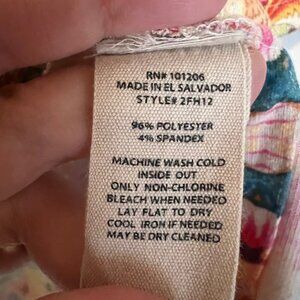 RN# 101206
MADE IN EL SALVADOR
STYLE# 2FH12
96% POLYESTER
4% SPANDEX
MACHINE WASH COLD
INSIDE OUT
ONLY NON-CHLORINE
BLEACH WHEN NEEDED
LAY FLAT TO DRY
COOL IRON IF NEEDED
MAY BE DRY CLEANED